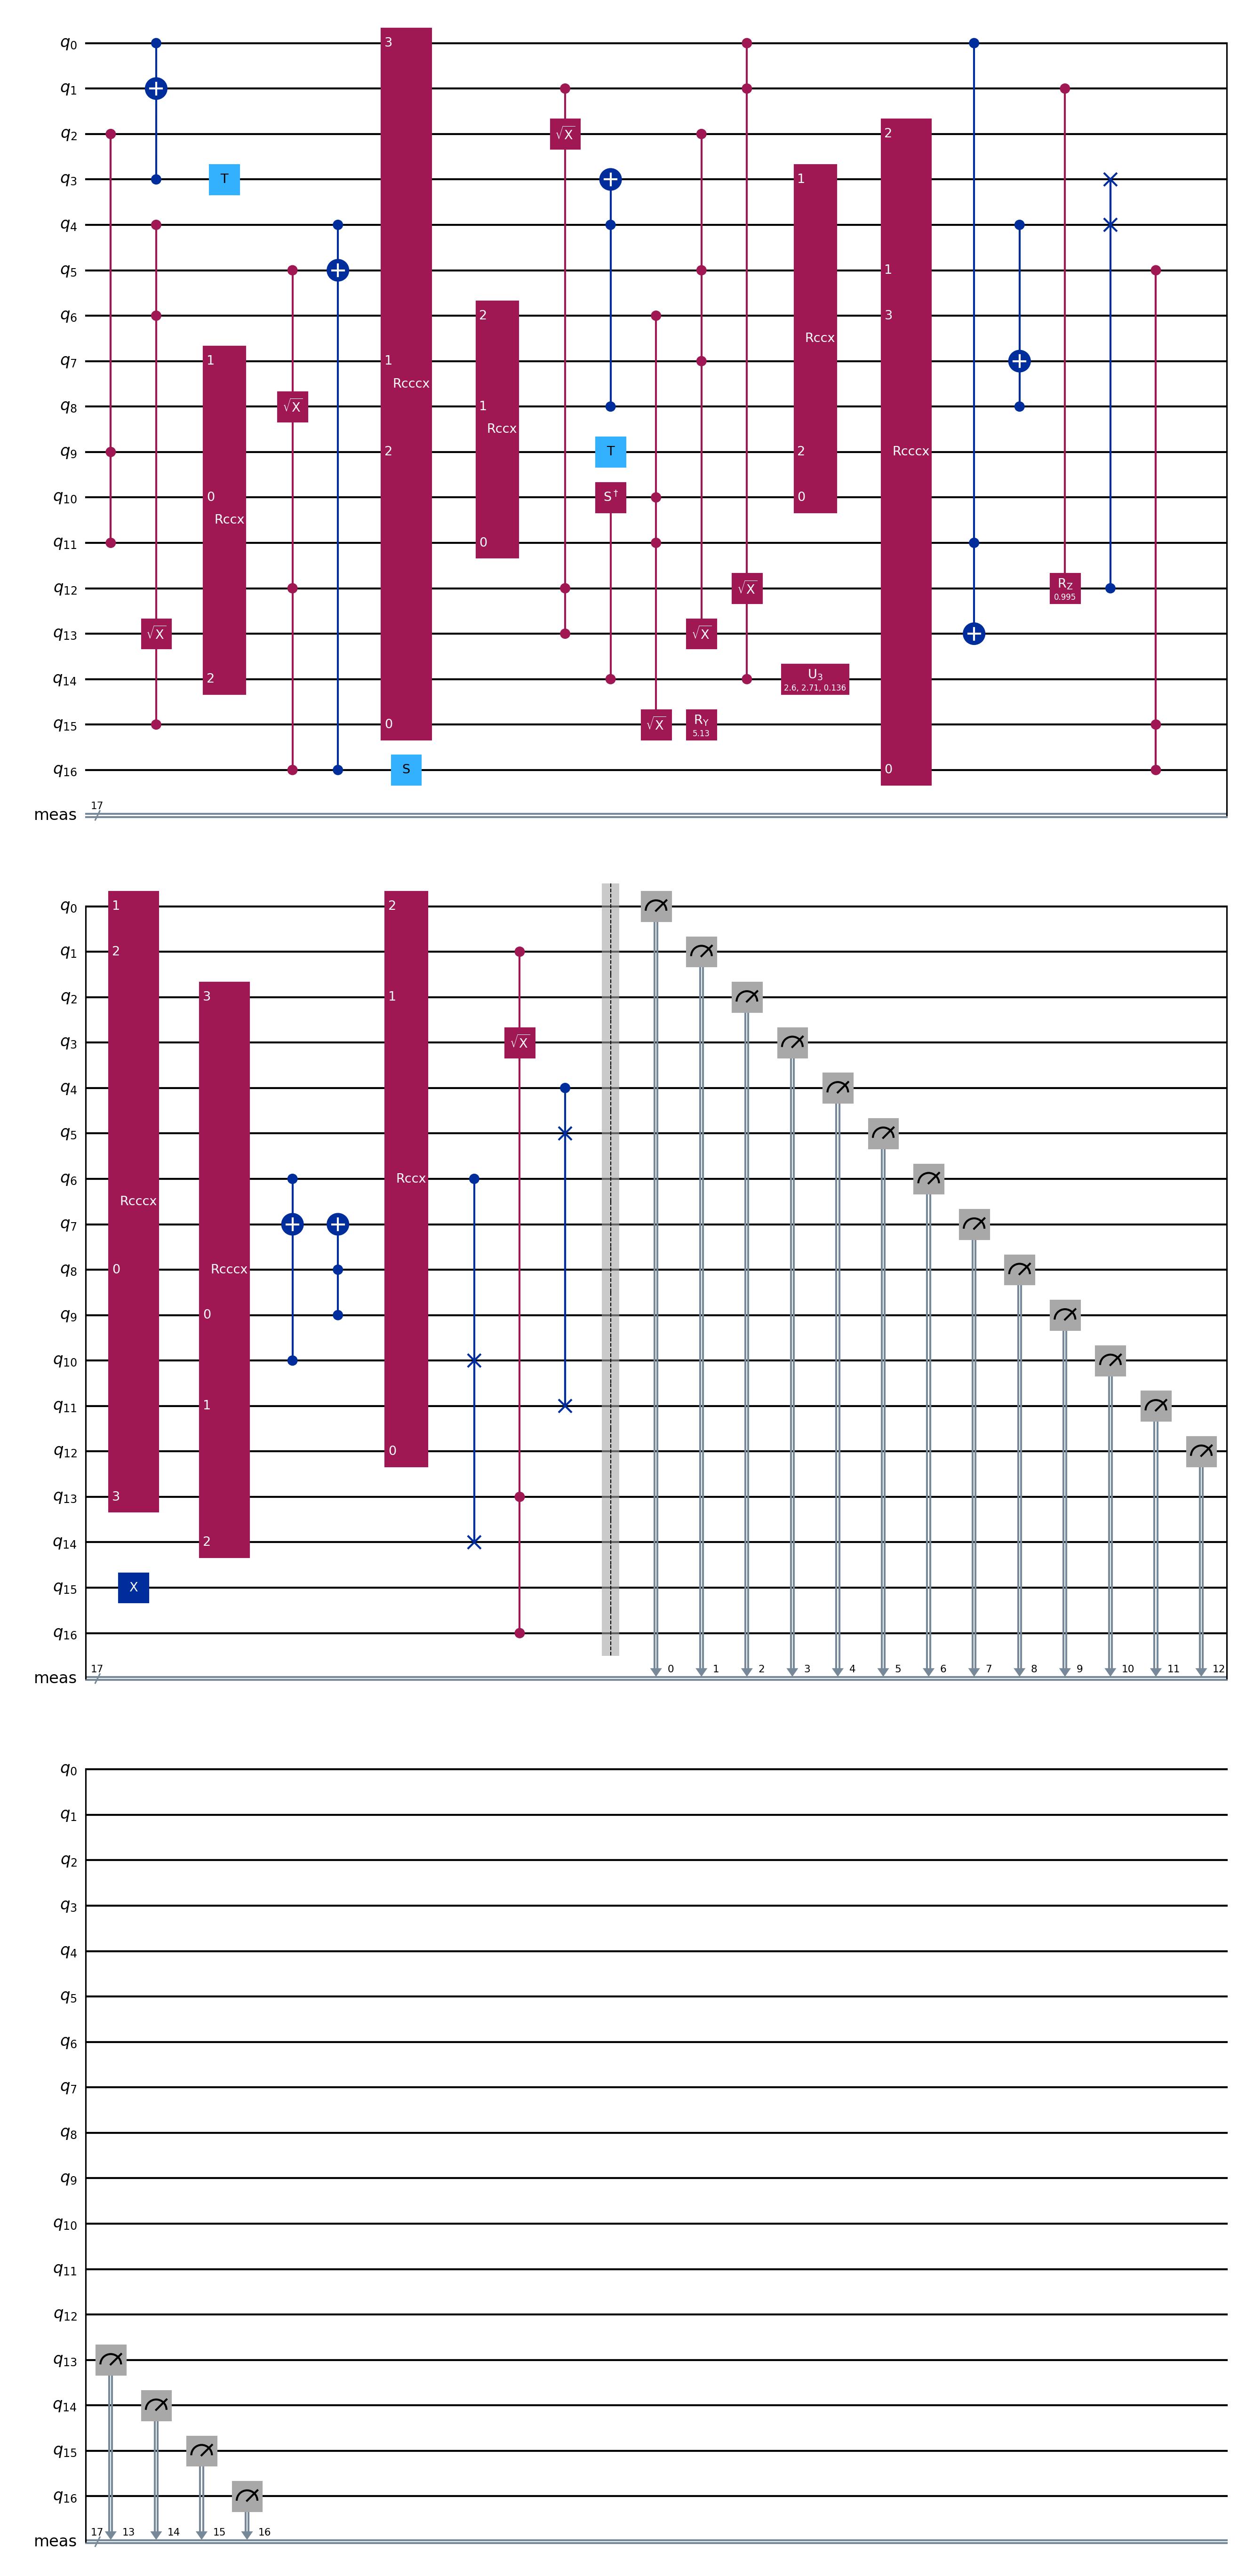 q0 3
q1
q2 √X 2
q3 T 1
q4
q5 1
q6 2 3
q7 1 1 Rccx
q8 √X Rcccx 1
q9 2 Rccx T 2 Rcccx
q10 0 S† 0
q11 Rccx 0
q12 √X RZ 0.995
q13 √X √X
q14 2 U3 2.6, 2.71, 0.136
q15 0 √X RY 5.13
q16 S 0
meas 17
q0 1 2
q1 2
q2 3 1
q3 √X
q4
q5
q6 Rccx
q7 Rcccx
q8 0 Rcccx
q9 0
q10
q11 1
q12 0
q13 3
q14 2
q15 X
q16
meas 17 0 1 2 3 4 5 6 7 8 9 10 11 12
q0
q1
q2
q3
q4
q5
q6
q7
q8
q9
q10
q11
q12
q13
q14
q15
q16
meas 17 13 14 15 16